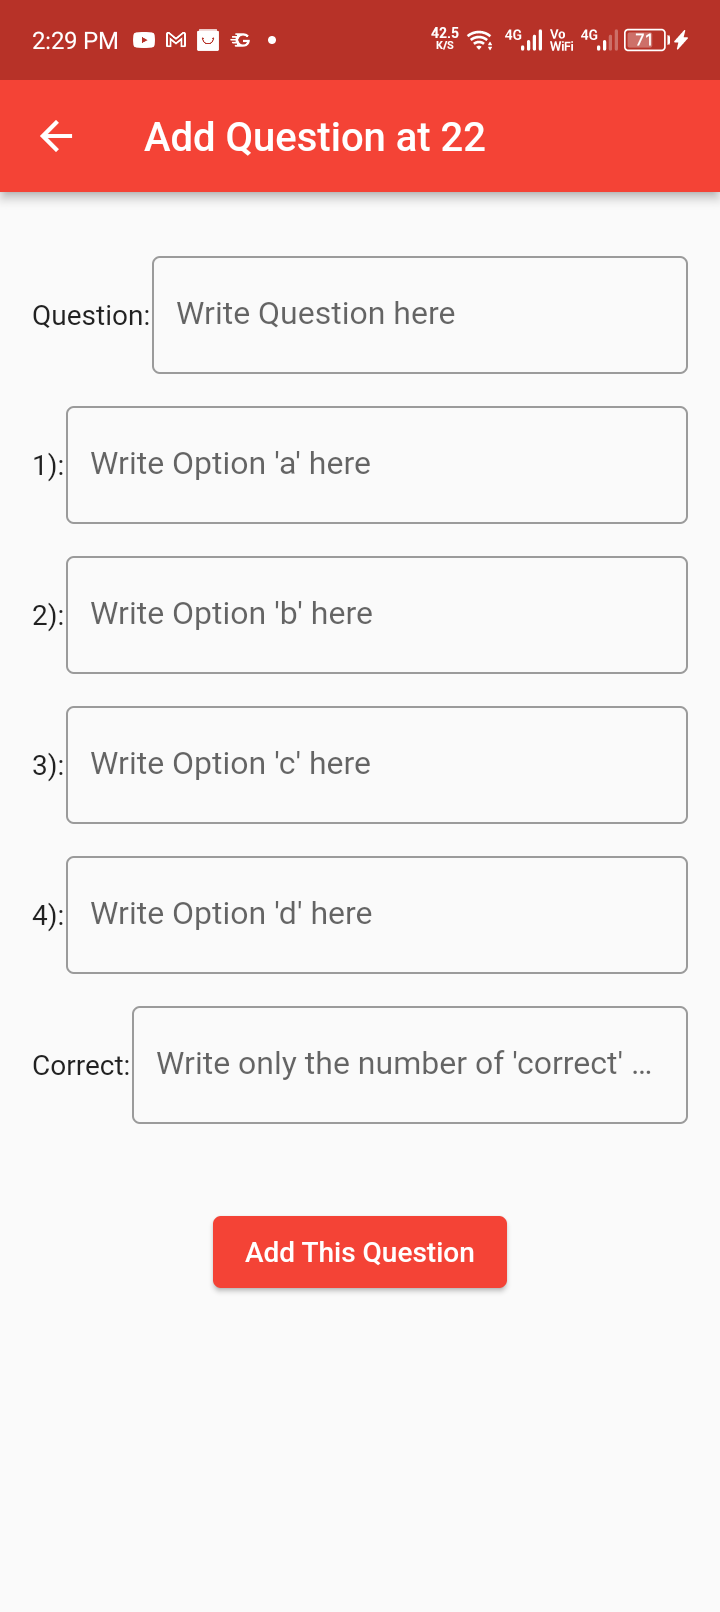 2:29 PM 42.5 K/S 4G Vo WiFi 4G 71
Add Question at 22
Question: Write Question here
1): Write Option 'a' here
2): Write Option 'b' here
3): Write Option 'c' here
4): Write Option 'd' here
Correct: Write only the number of 'correct' ...
Add This Question